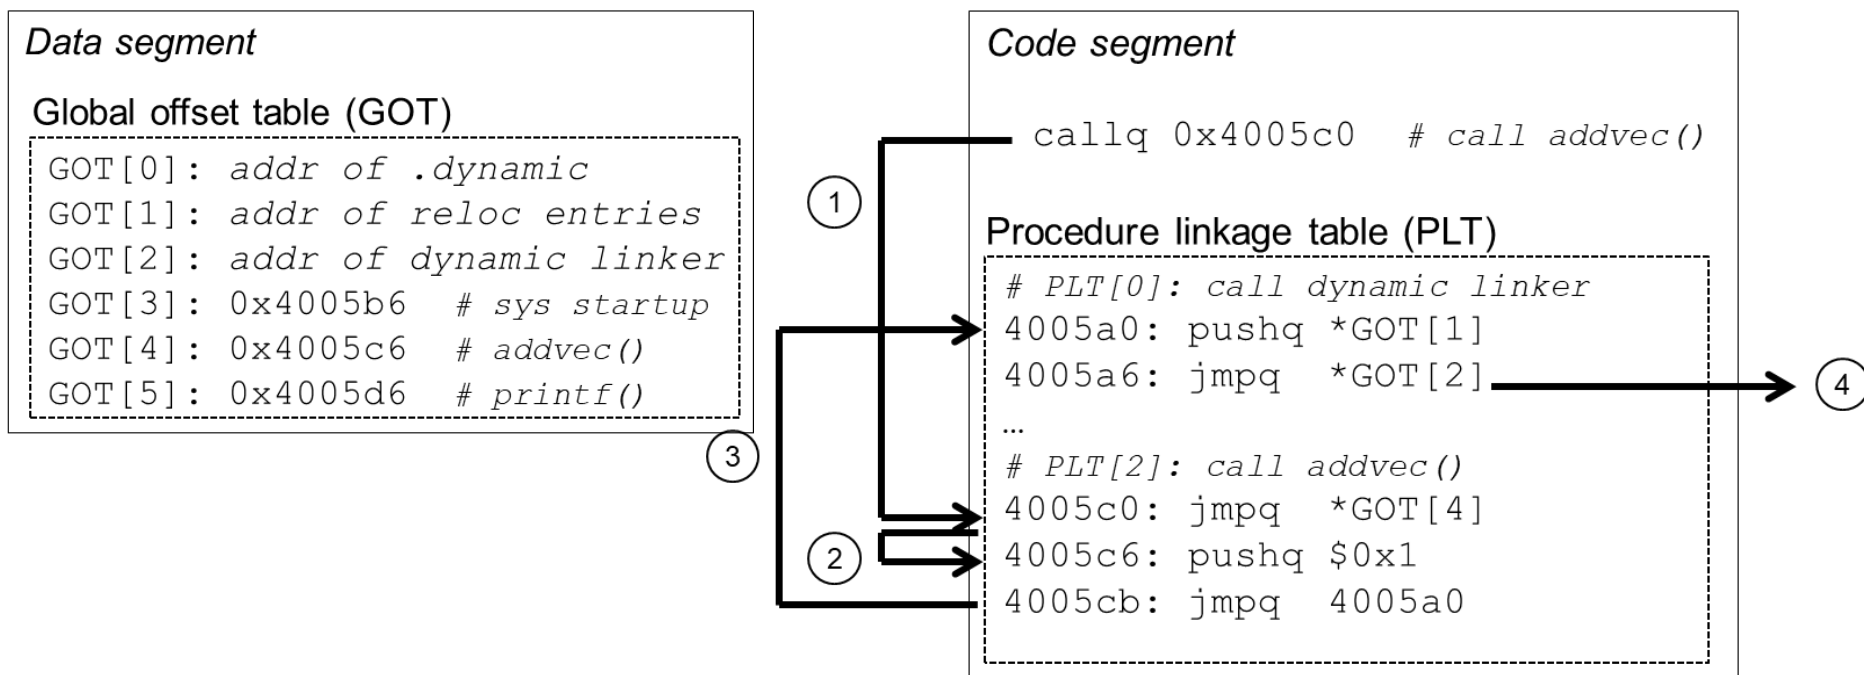 Data segment
Global offset table (GOT)
GOT[0]: addr of .dynamic
GOT[1]: addr of reloc entries
GOT[2]: addr of dynamic linker
GOT[3]: 0x4005b6 # sys startup
GOT[4]: 0x4005c6 # addvec()
GOT[5]: 0x4005d6 # printf()
Code segment
callq 0x4005c0 # call addvec()
1
Procedure linkage table (PLT)
# PLT[0]: call dynamic linker
4005a0: pushq *GOT[1]
4005a6: jmpq *GOT[2]
4
…
3
# PLT[2]: call addvec()
4005c0: jmpq *GOT[4]
2
4005c6: pushq $0x1
4005cb: jmpq 4005a0